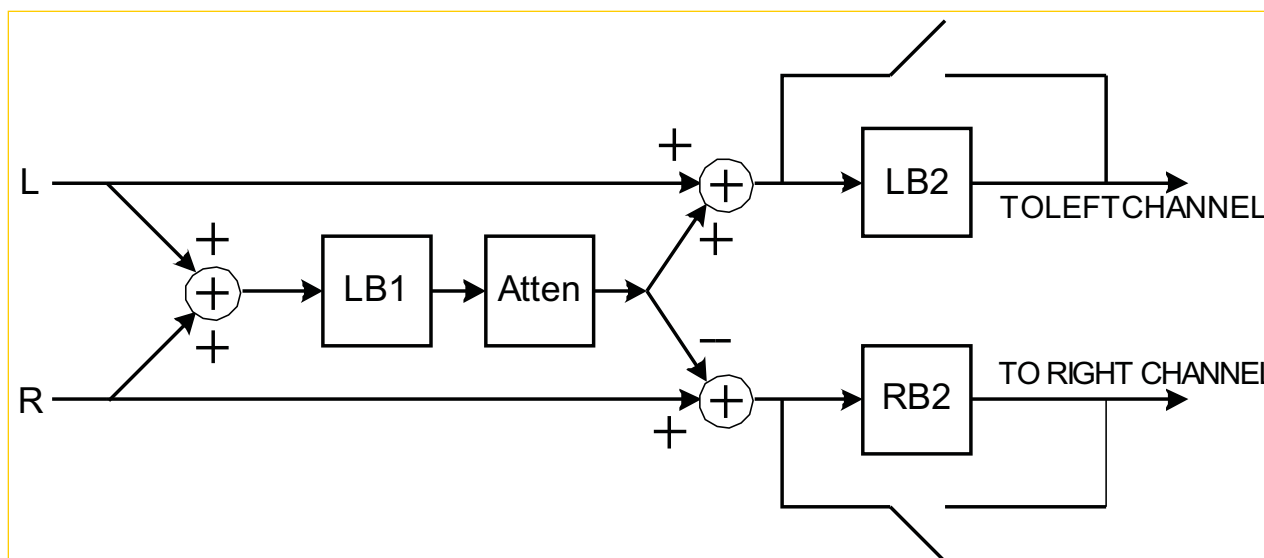 +
L
+
LB2
TOLEFTCHANNEL
+
+
+
LB1
Atten
+
+
–
R
+
RB2
TO RIGHT CHANNEL
+